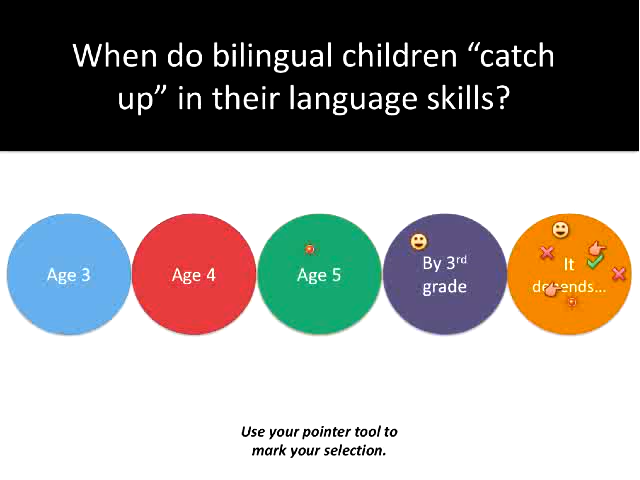 When do bilingual children “catch
up” in their language skills?
Age 3
Age 4
Age 5
By 3rd
grade
It
depends...
Use your pointer tool to
mark your selection.